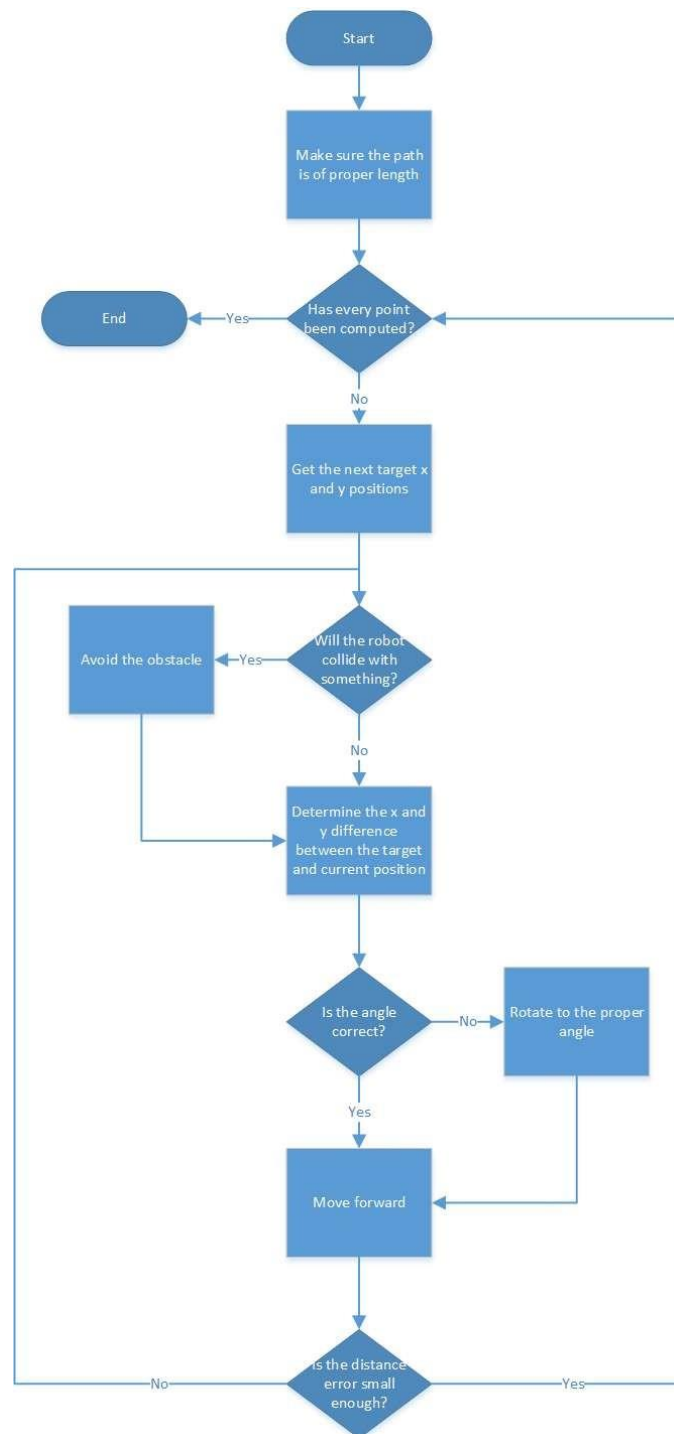 Start
Make sure the path
is of proper length
Has every point
been computed?
End
Yes
No
Get the next target x
and y positions
Will the robot
collide with
something?
Avoid the obstacle
Yes
No
Determine the x and
y difference
between the target
and current position
Is the angle
correct?
No
Rotate to the proper
angle
Yes
Move forward
Is the distance
error small
enough?
No
Yes